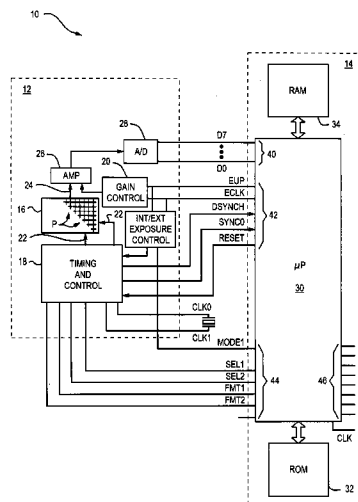 10
14
12
RAM
34
28
A/D
D7
40
D0
26
AMP
20
GAIN CONTROL
24
EUP
ECLK
16
P
22
INT/EXT EXPOSURE CONTROL
DSYNCH
42
SYNC0
22
RESET
18
TIMING AND CONTROL
µP
30
CLK0
CLK1
MODE1
SEL1
44
46
SEL2
FMT1
FMT2
CLK
ROM
32